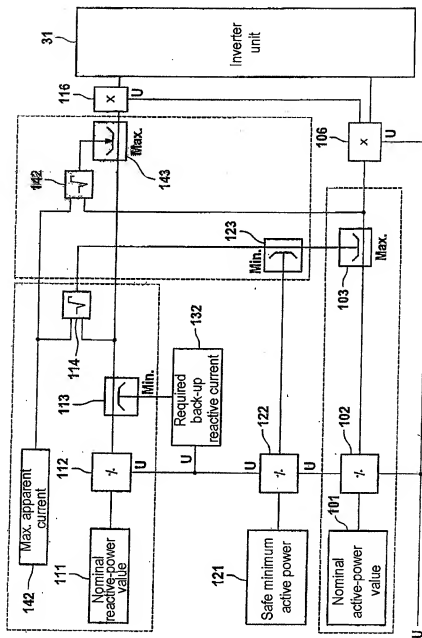 31
Inverter
unit
116
x
U
106
x
U
142
Max.
143
123
Min.
Max.
103
114
132
113
Min.
Required
back-up
reactive current
112
122
102
U
U
U
U
Max. apparent
current
142
111
Nominal
reactive-power
value
121
Safe minimum
active power
101
Nominal
active-power
value
U